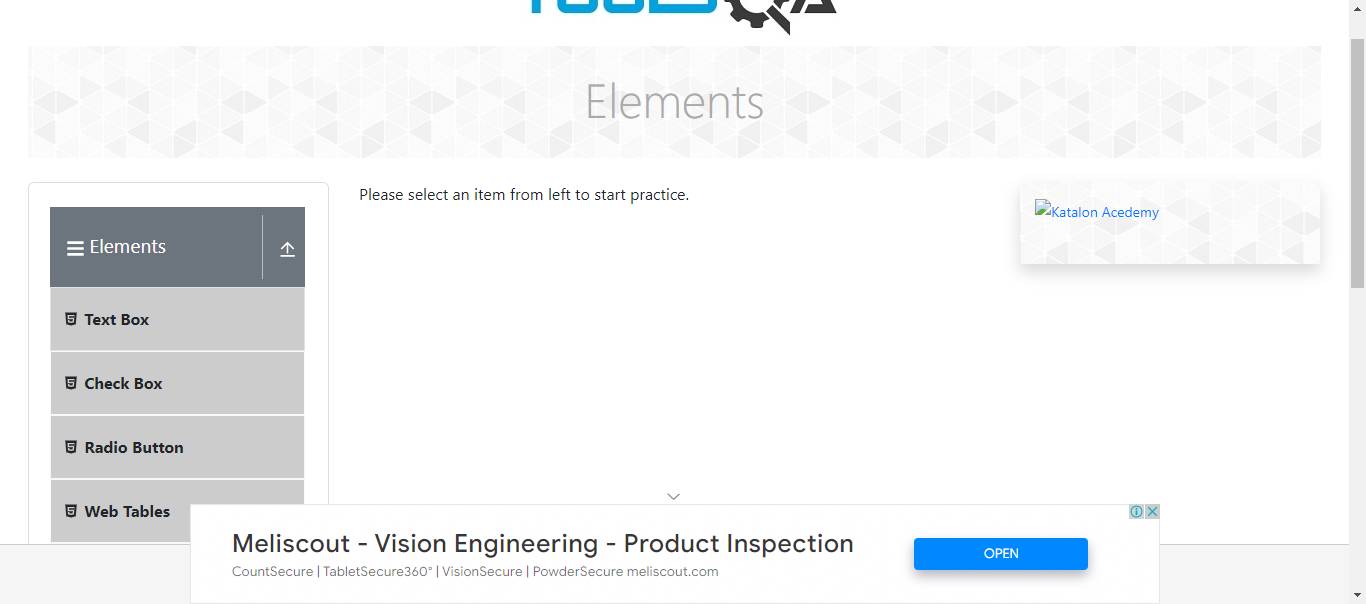 TOOLSQA
Elements
Elements
Text Box
Check Box
Radio Button
Web Tables
Please select an item from left to start practice.
Katalon Acedemy
Meliscout - Vision Engineering - Product Inspection
CountSecure | TabletSecure360° | VisionSecure | PowderSecure meliscout.com
OPEN